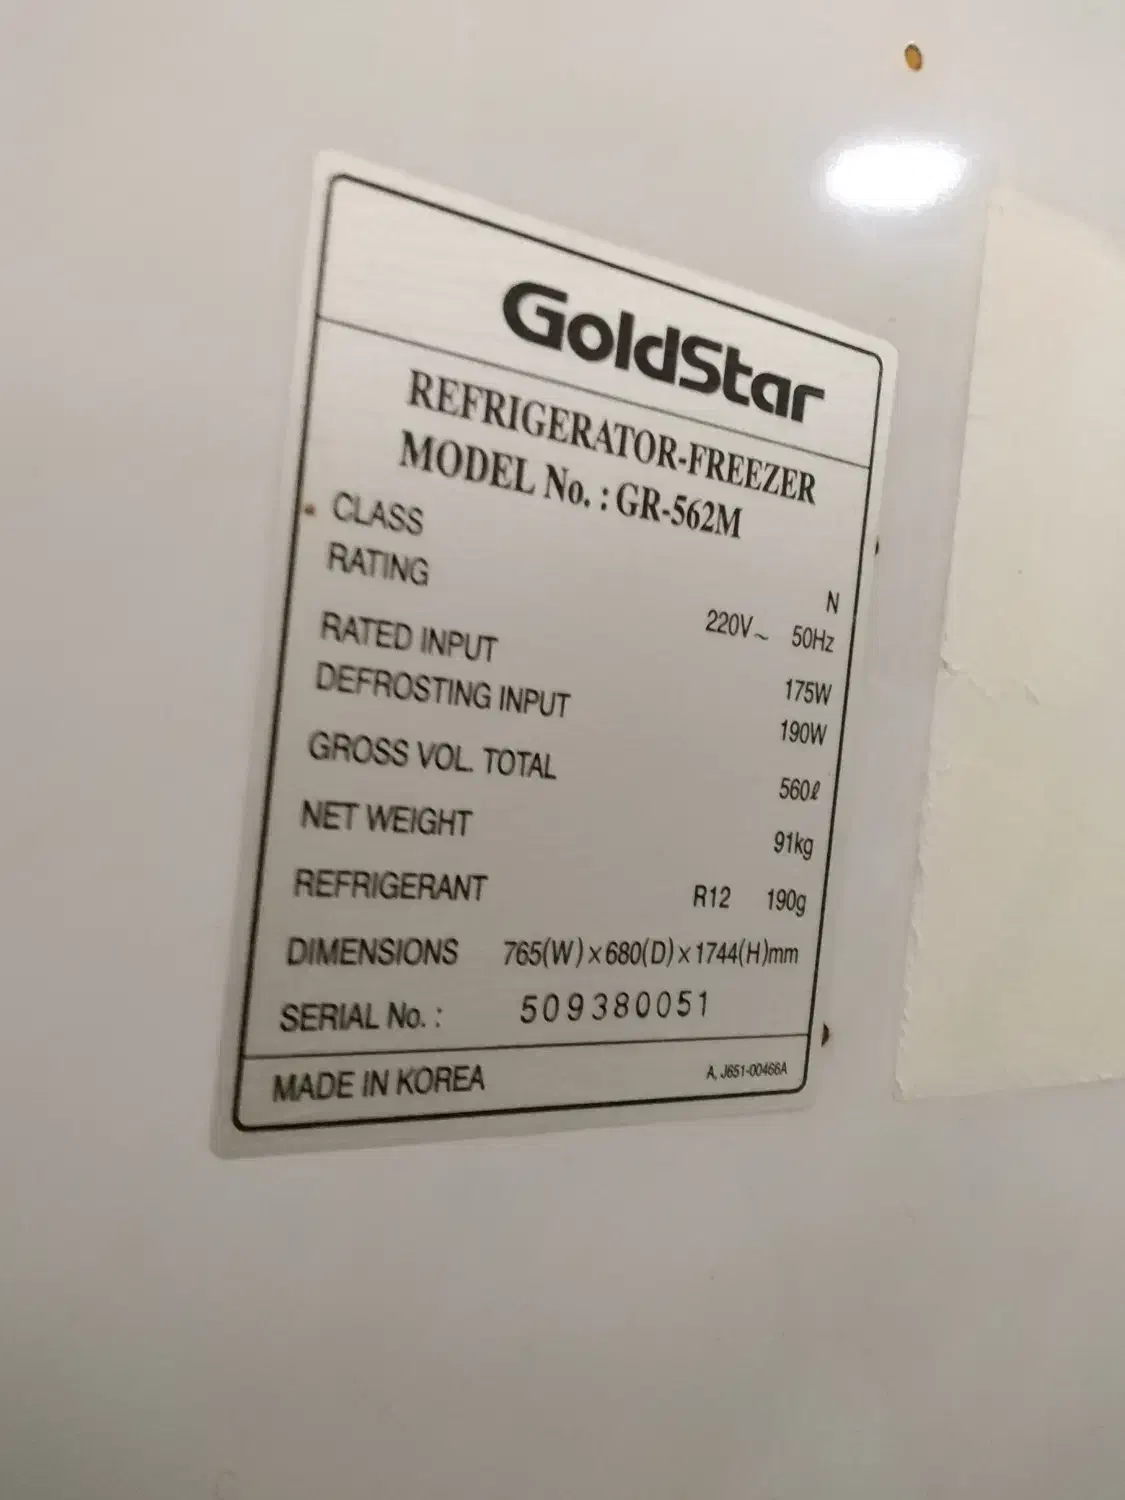 GoldStar
REFRIGERATOR-FREEZER
MODEL No. : GR-562M
CLASS N
RATING 220V~ 50Hz
RATED INPUT 175W
DEFROSTING INPUT 190W
GROSS VOL. TOTAL 560ℓ
NET WEIGHT 91kg
REFRIGERANT R12 190g
DIMENSIONS 765(W)×680(D)×1744(H)mm
SERIAL No. : 509380051
MADE IN KOREA A, J651-00466A